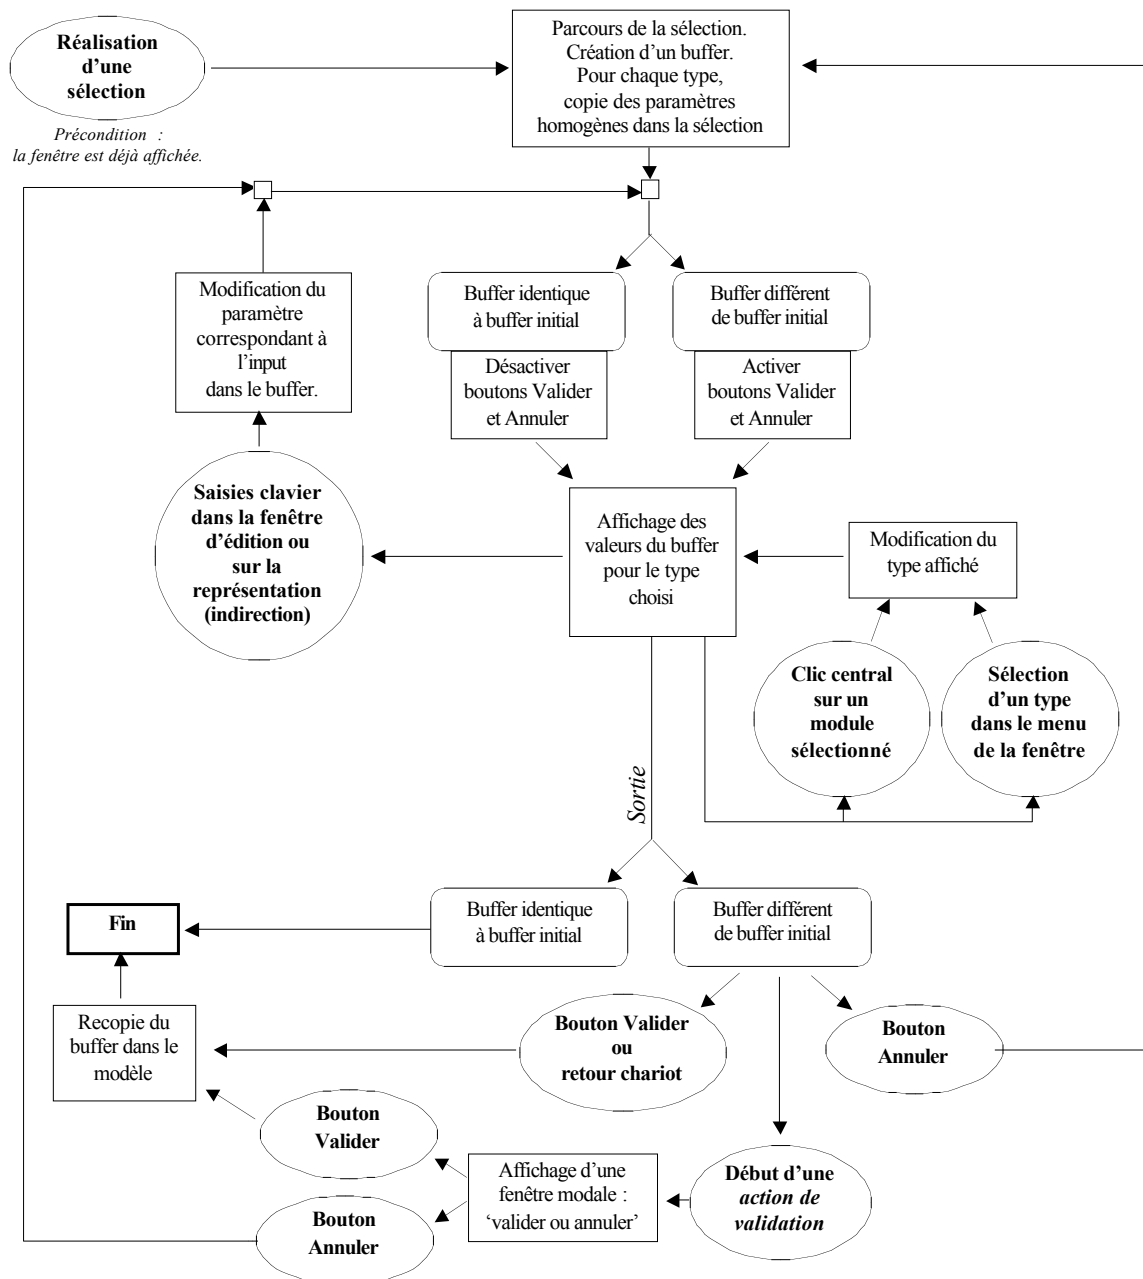 Réalisation
d’une
sélection
Précondition :
la fenêtre est déjà affichée.
Parcours de la sélection.
Création d’un buffer.
Pour chaque type,
copie des paramètres
homogènes dans la sélection
Modification du
paramètre
correspondant à
l’input
dans le buffer.
Buffer identique
à buffer initial
Buffer différent
de buffer initial
Désactiver
boutons Valider
et Annuler
Activer
boutons Valider
et Annuler
Saisies clavier
dans la fenêtre
d’édition ou
sur la
représentation
(indirection)
Affichage des
valeurs du buffer
pour le type
choisi
Modification du
type affiché
Clic central
sur un
module
sélectionné
Sélection
d’un type
dans le menu
de la fenêtre
Sortie
Fin
Buffer identique
à buffer initial
Buffer différent
de buffer initial
Recopie du
buffer dans le
modèle
Bouton Valider
ou
retour chariot
Bouton
Annuler
Bouton
Valider
Affichage d’une
fenêtre modale :
‘valider ou annuler’
Début d’une
action de
validation
Bouton
Annuler